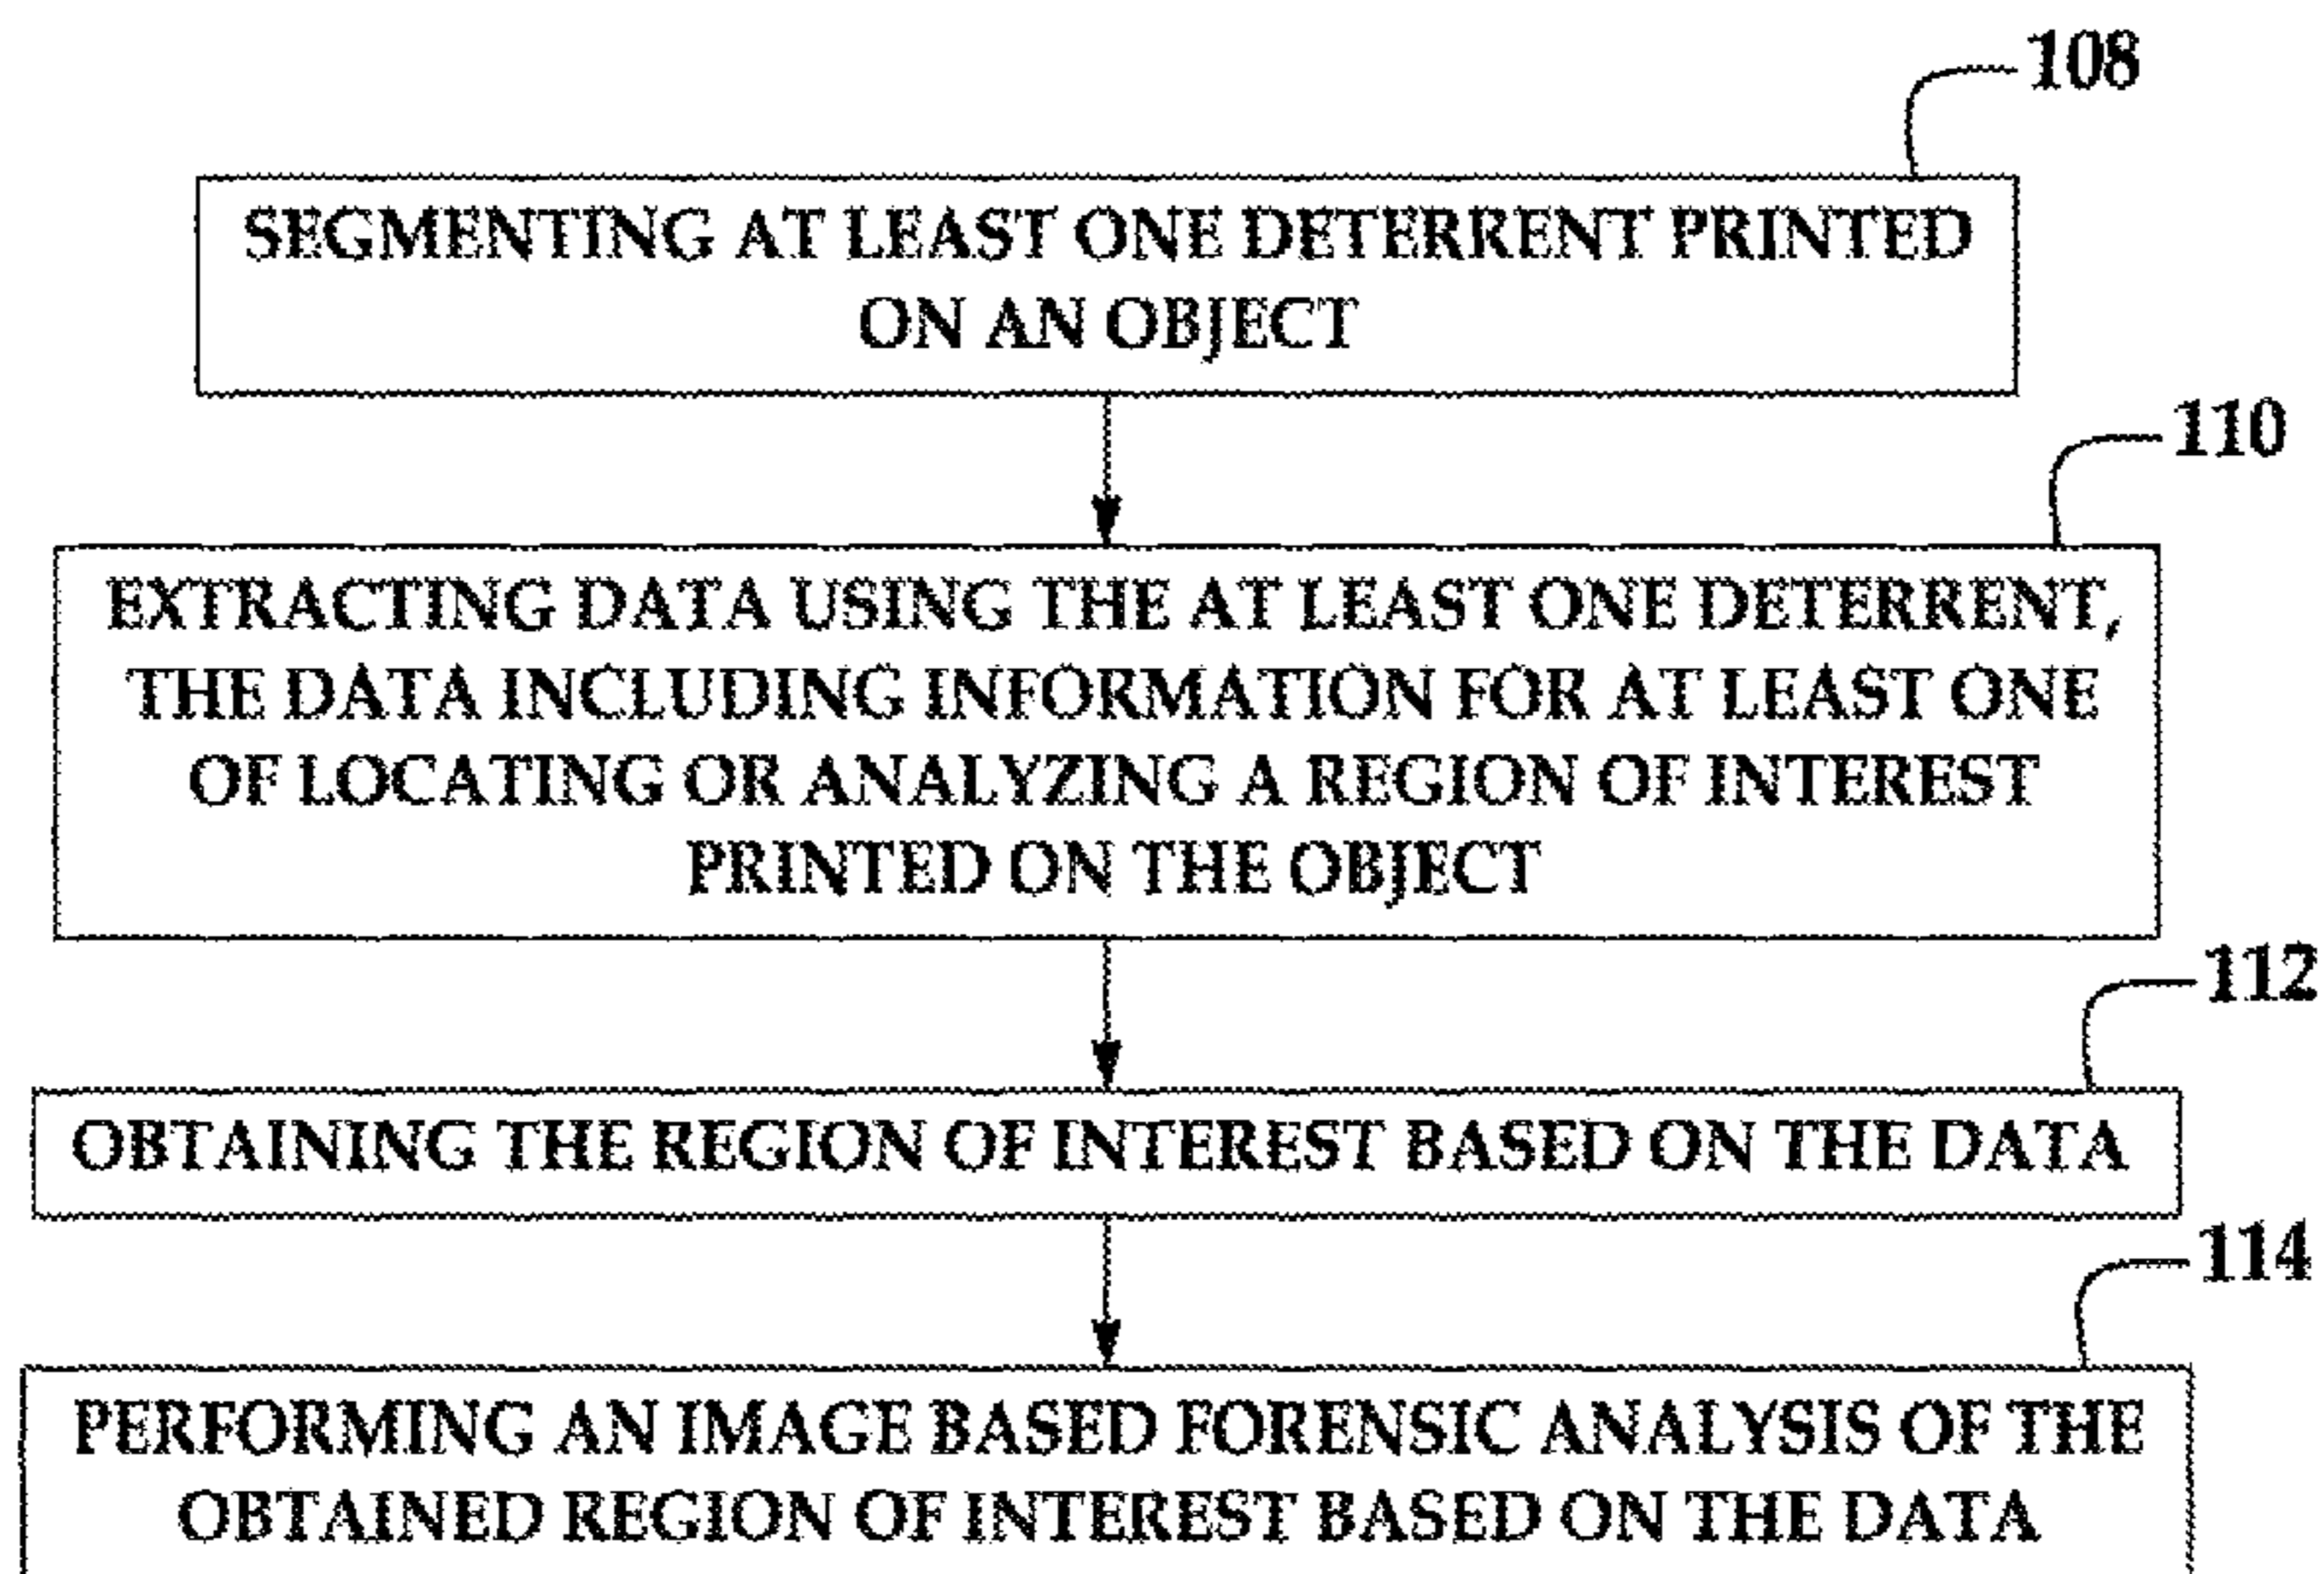 108
SEGMENTING AT LEAST ONE DETERRENT PRINTED
ON AN OBJECT
110
EXTRACTING DATA USING THE AT LEAST ONE DETERRENT,
THE DATA INCLUDING INFORMATION FOR AT LEAST ONE
OF LOCATING OR ANALYZING A REGION OF INTEREST
PRINTED ON THE OBJECT
112
OBTAINING THE REGION OF INTEREST BASED ON THE DATA
114
PERFORMING AN IMAGE BASED FORENSIC ANALYSIS OF THE
OBTAINED REGION OF INTEREST BASED ON THE DATA